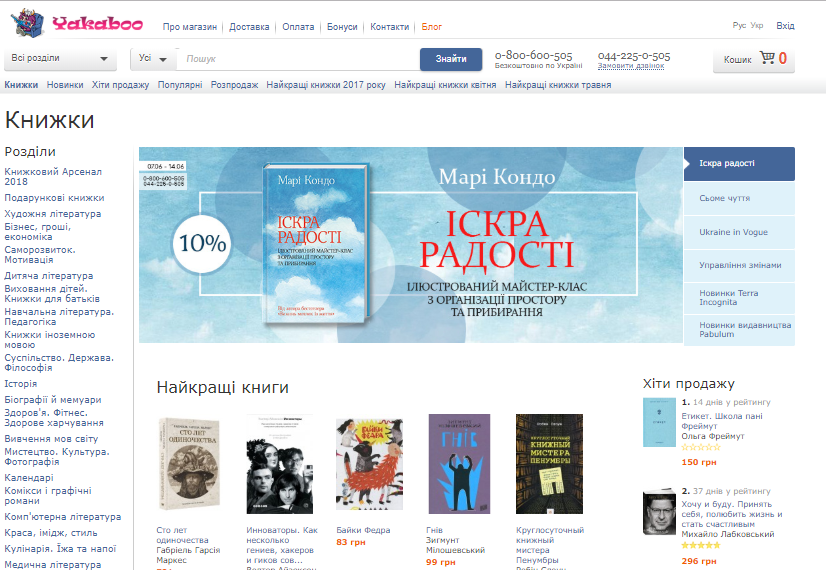 Yakaboo
Про магазин
Доставка
Оплата
Бонуси
Контакти
Блог
Рус Укр
Вхід
Всі розділи
Усі
Пошук
Знайти
0-800-600-505
Безкоштовно по Україні
044-225-0-505
Замовити дзвінок
Кошик
0
Книжки Новинки Хіти продажу Популярні Розпродаж Найкращі книжки 2017 року Найкращі книжки квітня Найкращі книжки травня
Книжки
Розділи
Книжковий Арсенал
2018
Подарункові книжки
Художня література
Бізнес, гроші,
економіка
Саморозвиток.
Мотивація
Дитяча література
Виховання дітей.
Книжки для батьків
Навчальна література.
Педагогіка
Книжки іноземною
мовою
Суспільство. Держава.
Філософія
Історія
Біографії й мемуари
Здоров'я. Фітнес.
Здорове харчування
Вивчення мов світу
Мистецтво. Культура.
Фотографія
Календарі
Комікси і графічні
романи
Комп'ютерна література
Краса, імідж, стиль
Кулінарія. Їжа та напої
Медична література
07.06 - 14.06
0-800-600-505
044-225-0-505
10%
Марі Кондо
ІСКРА
РАДОСТІ
ІЛЮСТРОВАНИЙ МАЙСТЕР-КЛАС
З ОРГАНІЗАЦІЇ ПРОСТОРУ
ТА ПРИБИРАННЯ
Марі Кондо
ІСКРА
РАДОСТІ
ІЛЮСТРОВАНИЙ МАЙСТЕР-КЛАС
З ОРГАНІЗАЦІЇ ПРОСТОРУ
ТА ПРИБИРАННЯ
Іскра радості
Сьоме чуття
Ukraine in Vogue
Управління змінами
Новинки Terra
Incognita
Новинки видавництва
Pabulum
Найкращі книги
СТО ЛЕТ
ОДИНОЧЕСТВА
БАЙКИ
ФЕДРА
ГНІВ
КРУГЛОСУТОЧНЫЙ
КНИЖНЫЙ
МИСТЕРА
ПЕНУМБРЫ
Сто лет
одиночества
Габріель Гарсія
Маркес
Инноваторы. Как
несколько
гениев, хакеров
и гиков сов...
Волтер Айзексон
Байки Федра
83 грн
Гнів
Зигмунт
Мілошевський
99 грн
Круглосуточный
книжный
мистера
Пенумбры
Робін Слоун
Хіти продажу
1. 14 днів у рейтингу
Етикет. Школа пані
Фреймут
Ольга Фреймут
150 грн
2. 37 днів у рейтингу
Хочу и буду. Принять
себя, полюбить жизнь и
стать счастливым
Михайло Лабковський
296 грн